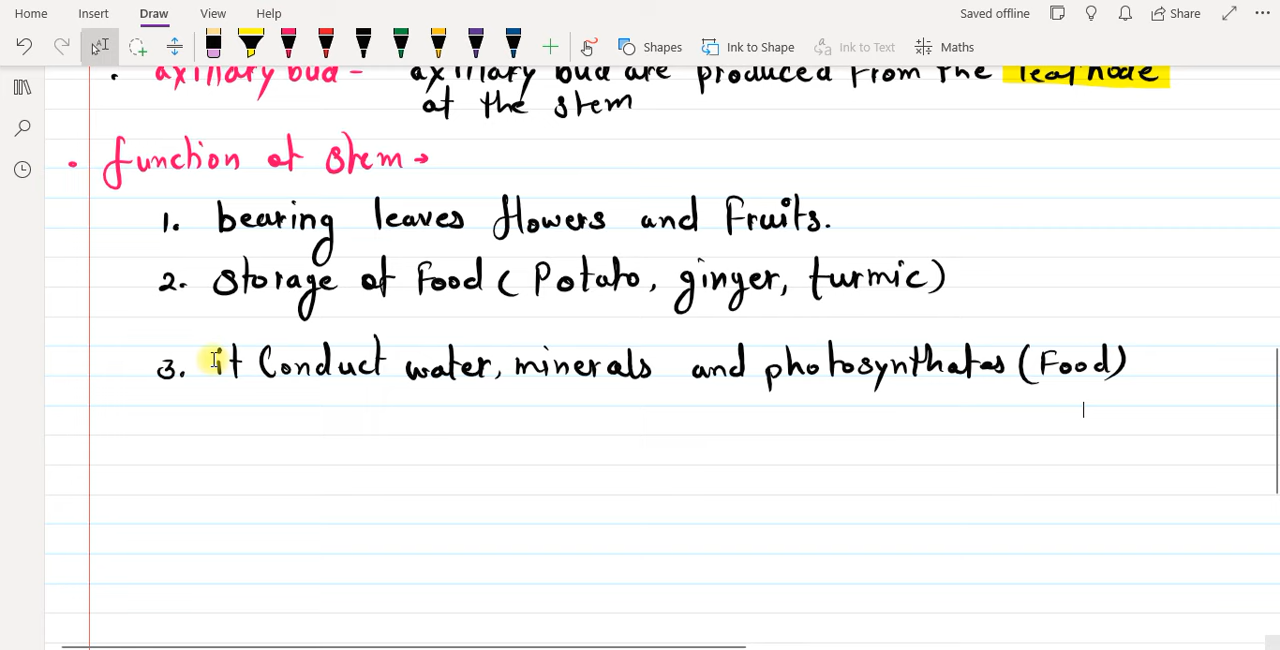 Home Insert Draw View Help Saved offline Share
Shapes Ink to Shape Ink to Text Maths
axillary bud - axillary bud are produced from the leaf node
at the stem
function of stem →
1. bearing leaves flowers and Fruits.
2. Storage of Food ( Potato, ginger, turmic)
3. it Conduct water, minerals and photosynthates (Food)